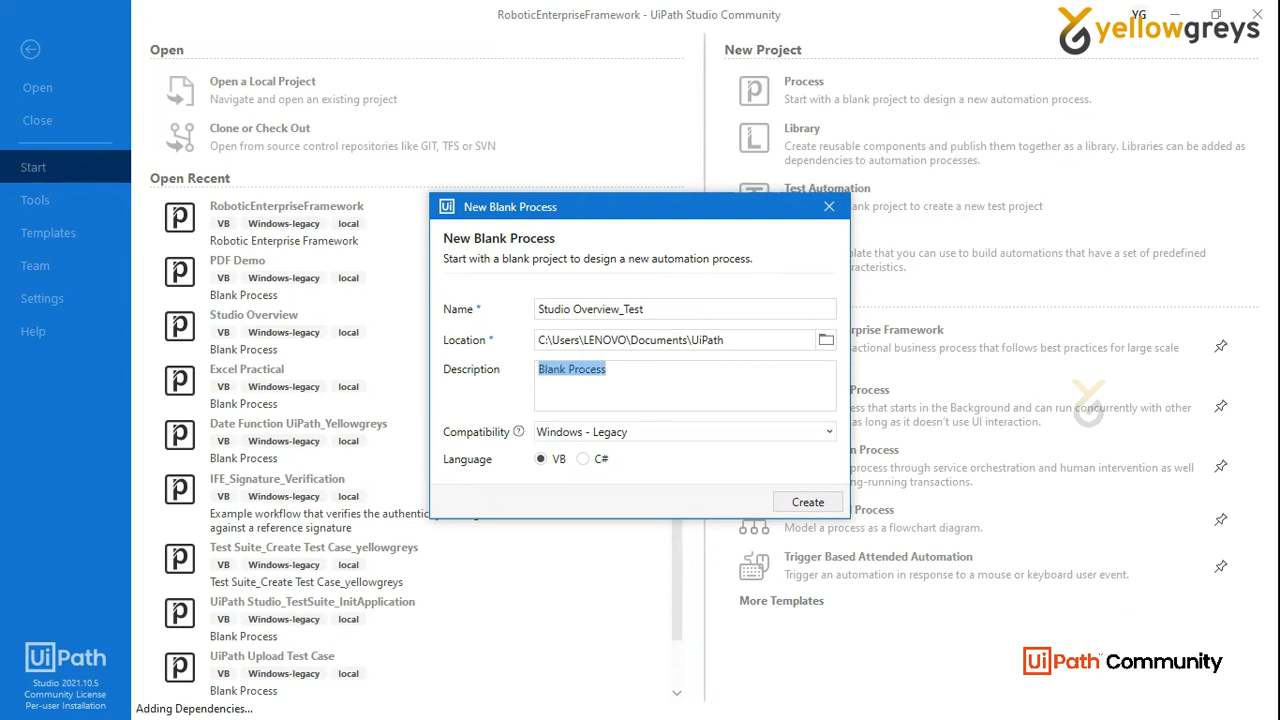 RoboticEnterpriseFramework - UiPath Studio Community
YG
yellowgreys
Open
Close
Start
Tools
Templates
Team
Settings
Help
UiPath
Studio 2021.10.5
Community License
Per-user Installation
Open
Open a Local Project
Navigate and open an existing project
Clone or Check Out
Open from source control repositories like GIT, TFS or SVN
Open Recent
RoboticEnterpriseFramework
VB Windows-legacy local
Robotic Enterprise Framework
PDF Demo
VB Windows-legacy local
Blank Process
Studio Overview
VB Windows-legacy local
Blank Process
Excel Practical
VB Windows-legacy local
Blank Process
Date Function UiPath_Yellowgreys
VB Windows-legacy local
Blank Process
IFE_Signature_Verification
VB Windows-legacy local
Example workflow that verifies the authentic
against a reference signature
Test Suite_Create Test Case_yellowgreys
VB Windows-legacy local
Test Suite_Create Test Case_yellowgreys
UiPath Studio_TestSuite_InitApplication
VB Windows-legacy local
Blank Process
UiPath Upload Test Case
VB Windows-legacy local
Blank Process
Adding Dependencies...
New Project
Process
Start with a blank project to design a new automation process.
Library
Create reusable components and publish them together as a library. Libraries can be added as
dependencies to automation processes.
Test Automation
blank project to create a new test project
plate that you can use to build automations that have a set of predefined
racteristics.
erprise Framework
actional business process that follows best practices for large scale
Process
ess that starts in the Background and can run concurrently with other
as long as it doesn't use UI interaction.
n Process
process through service orchestration and human intervention as well
ng-running transactions.
d Process
Model a process as a flowchart diagram.
Trigger Based Attended Automation
Trigger an automation in response to a mouse or keyboard user event.
More Templates
UiPath Community
Ui New Blank Process
New Blank Process
Start with a blank project to design a new automation process.
Name * Studio Overview_Test
Location * C:\Users\LENOVO\Documents\UiPath
Description Blank Process
Compatibility ? Windows - Legacy
Language VB C#
Create